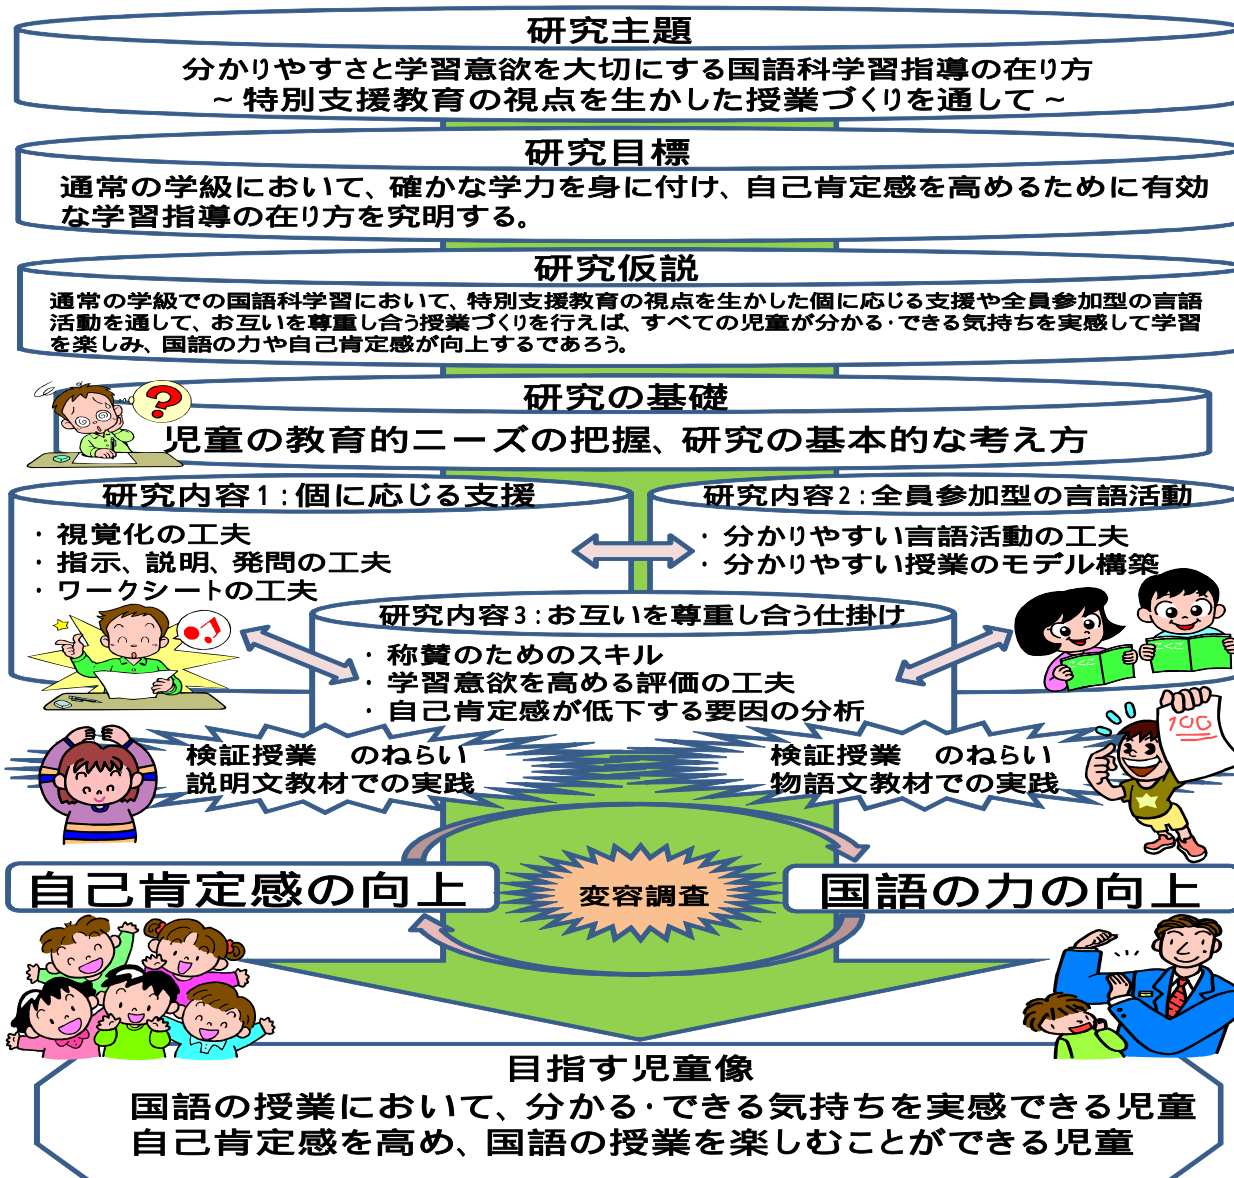 研究主題
分かりやすさと学習意欲を大切にする国語科学習指導の在り方
～特別支援教育の視点を生かした授業づくりを通して～
研究目標
通常の学級において、確かな学力を身に付け、自己肯定感を高めるために有効
な学習指導の在り方を究明する。
研究仮説
通常の学級での国語科学習において、特別支援教育の視点を生かした個に応じる支援や全員参加型の言語
活動を通して、お互いを尊重し合う授業づくりを行えば、すべての児童が分かる・できる気持ちを実感して学習
を楽しみ、国語の力や自己肯定感が向上するであろう。
研究の基礎
児童の教育的ニーズの把握、研究の基本的な考え方
研究内容1：個に応じる支援
・視覚化の工夫
・指示、説明、発問の工夫
・ワークシートの工夫
研究内容2：全員参加型の言語活動
・分かりやすい言語活動の工夫
・分かりやすい授業のモデル構築
研究内容3：お互いを尊重し合う仕掛け
・称賛のためのスキル
・学習意欲を高める評価の工夫
・自己肯定感が低下する要因の分析
検証授業　のねらい
説明文教材での実践
検証授業　のねらい
物語文教材での実践
100
自己肯定感の向上
変容調査
国語の力の向上
目指す児童像
国語の授業において、分かる・できる気持ちを実感できる児童
自己肯定感を高め、国語の授業を楽しむことができる児童